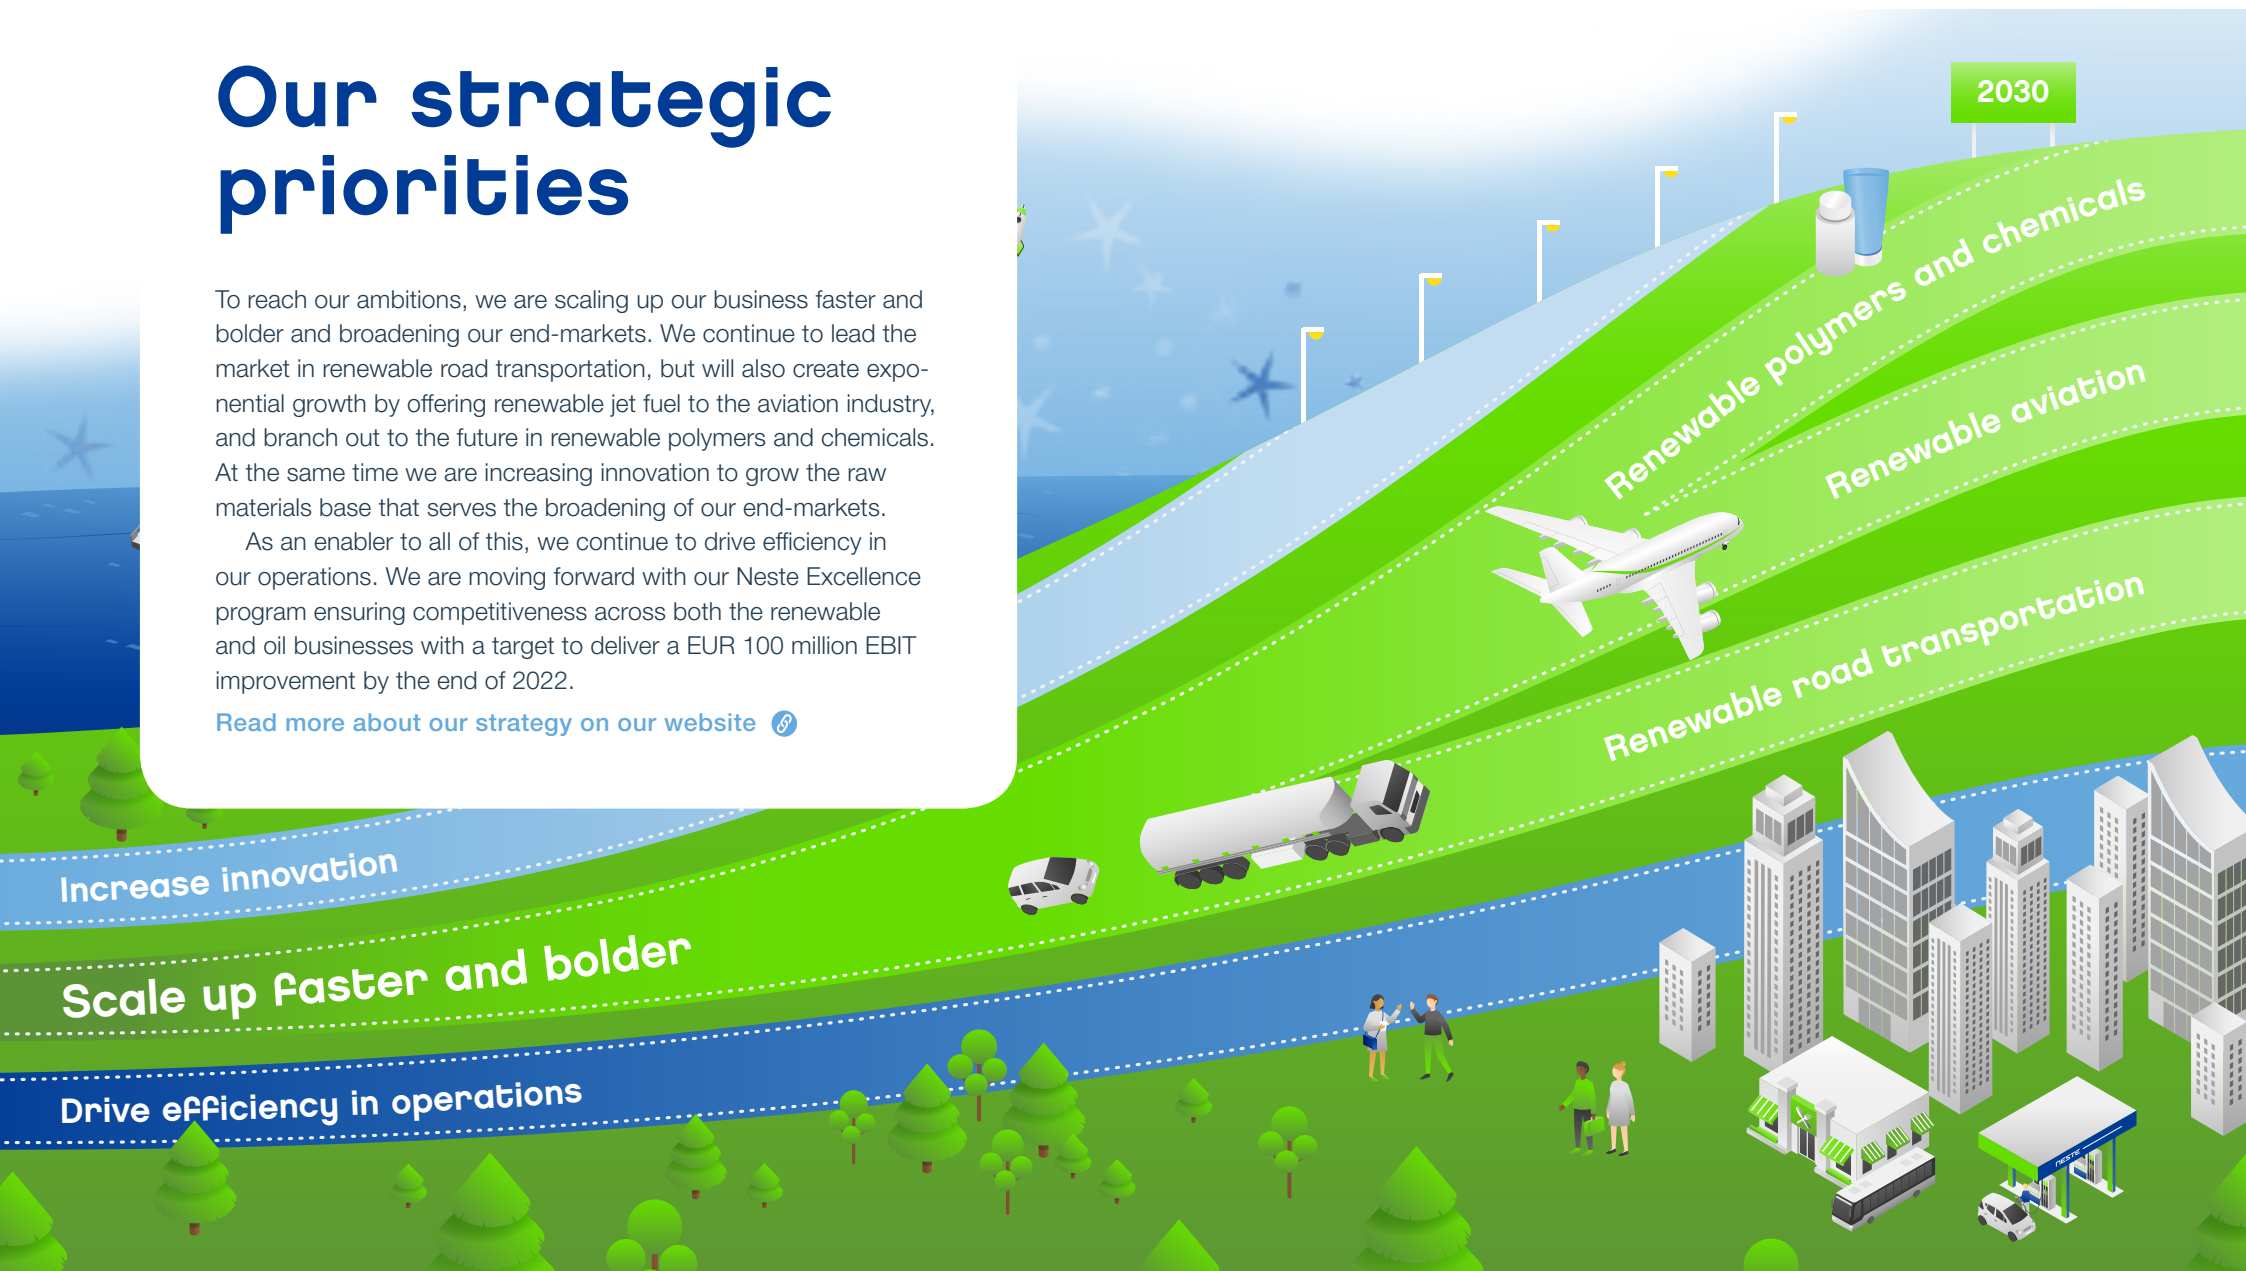 Our strategic
priorities
To reach our ambitions, we are scaling up our business faster and
bolder and broadening our end-markets. We continue to lead the
market in renewable road transportation, but will also create expo-
nential growth by offering renewable jet fuel to the aviation industry,
and branch out to the future in renewable polymers and chemicals.
At the same time we are increasing innovation to grow the raw
materials base that serves the broadening of our end-markets.
As an enabler to all of this, we continue to drive efficiency in
our operations. We are moving forward with our Neste Excellence
program ensuring competitiveness across both the renewable
and oil businesses with a target to deliver a EUR 100 million EBIT
improvement by the end of 2022.
Read more about our strategy on our website
2030
Renewable polymers and chemicals
Renewable aviation
Renewable road transportation
Increase innovation
Scale up faster and bolder
Drive efficiency in operations
NESTE